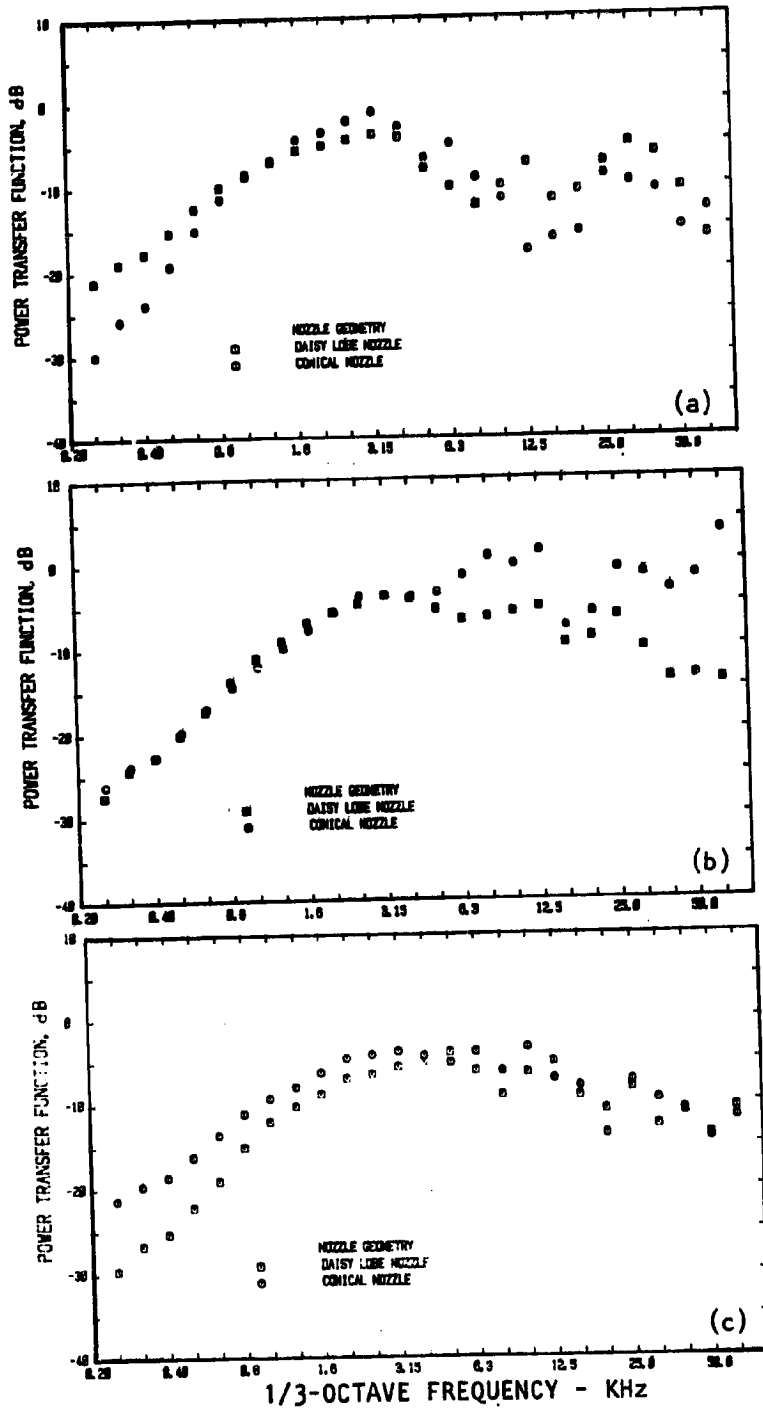 10
0
-10
-20
-30
-40
POWER TRANSFER FUNCTION, dB
NOZZLE GEOMETRY
DAISY LOBE NOZZLE
CONICAL NOZZLE
(a)
0.20 0.40 0.8 1.6 3.15 6.3 12.5 25.0 50.0
10
0
-10
-20
-30
-40
POWER TRANSFER FUNCTION, dB
NOZZLE GEOMETRY
DAISY LOBE NOZZLE
CONICAL NOZZLE
(b)
0.20 0.40 0.8 1.6 3.15 6.3 12.5 25.0 50.0
10
0
-10
-20
-30
-40
POWER TRANSFER FUNCTION, dB
NOZZLE GEOMETRY
DAISY LOBE NOZZLE
CONICAL NOZZLE
(c)
0.20 0.40 0.8 1.6 3.15 6.3 12.5 25.0 50.0
1/3-OCTAVE FREQUENCY - KHz